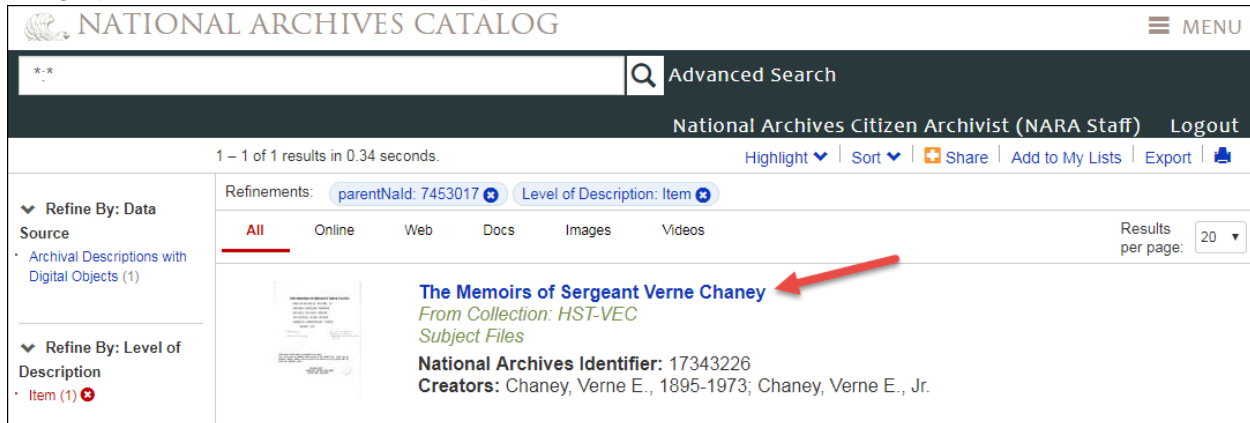 NATIONAL ARCHIVES CATALOG
MENU
*:*
Advanced Search
National Archives Citizen Archivist (NARA Staff) Logout
1 – 1 of 1 results in 0.34 seconds.
Highlight Sort Share Add to My Lists Export
Refine By: Data
Source
Archival Descriptions with
Digital Objects (1)
Refine By: Level of
Description
Item (1)
Refinements: parentNaId: 7453017 Level of Description: Item
All Online Web Docs Images Videos
Results
per page: 20
The Memoirs of Sergeant Verne Chaney
From Collection: HST-VEC
Subject Files
National Archives Identifier: 17343226
Creators: Chaney, Verne E., 1895-1973; Chaney, Verne E., Jr.